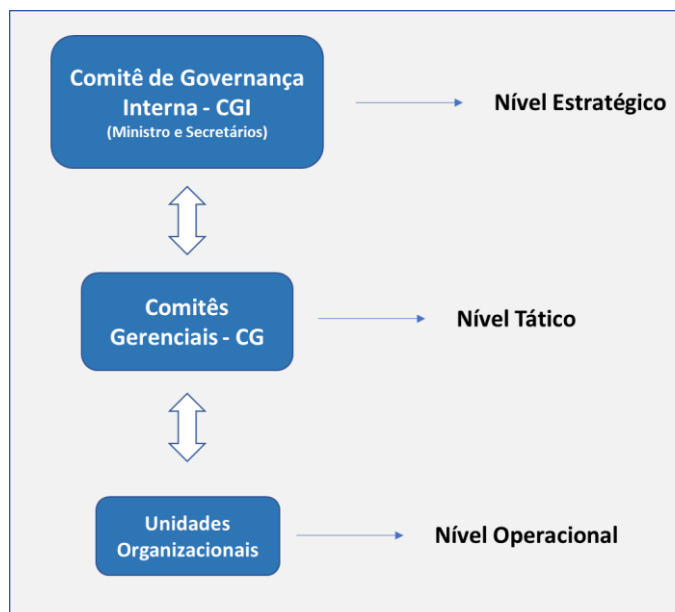 Comitê de Governança
Interna - CGI
(Ministro e Secretários)
Nível Estratégico
Comitês
Gerenciais - CG
Nível Tático
Unidades
Organizacionais
Nível Operacional